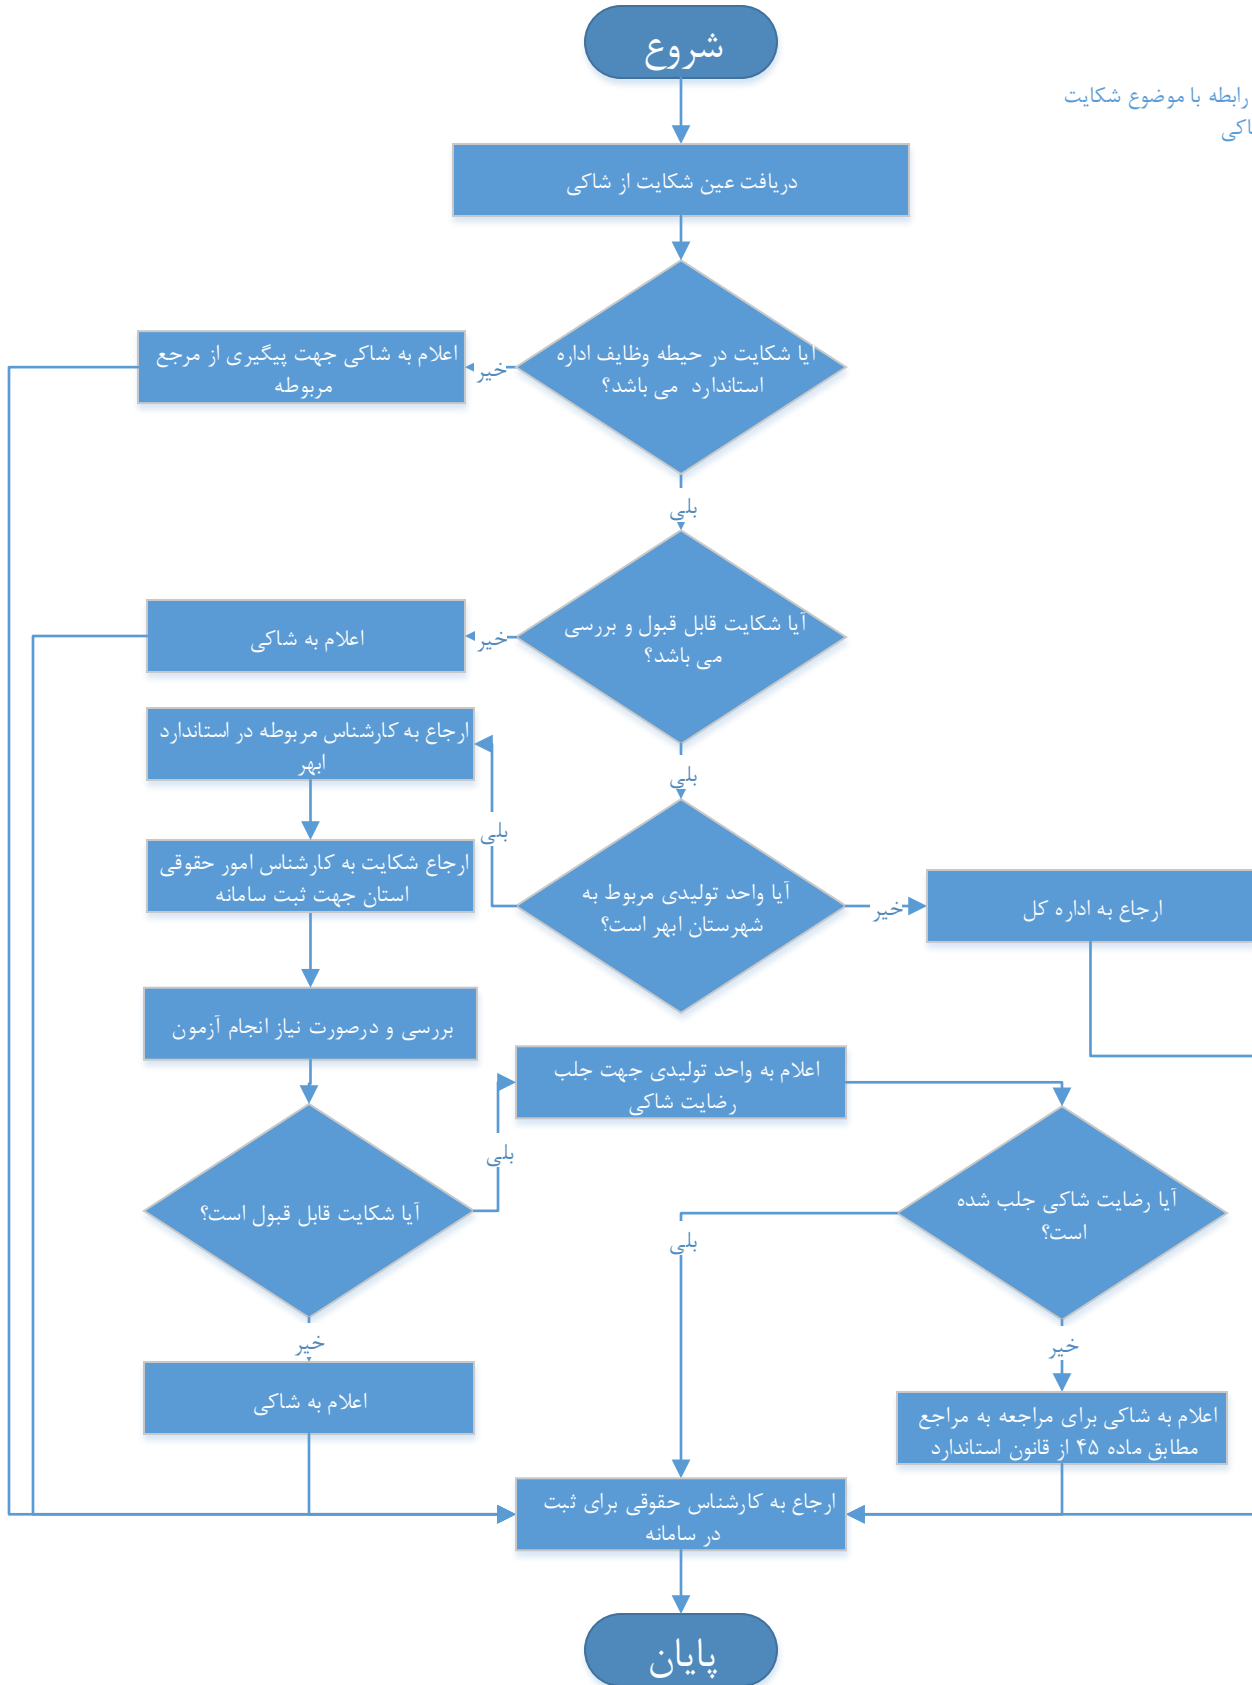 شروع
رابطه با موضوع شکایت
دریافت عین شکایت از شاکی
آیا شکایت در حیطه وظایف اداره
استاندارد می باشد؟
خیر
اعلام به شاکی جهت پیگیری از مرجع
مربوطه
بلی
آیا شکایت قابل قبول و بررسی
می باشد؟
خیر
اعلام به شاکی
بلی
ارجاع به کارشناس مربوطه در استاندارد
ابهر
بلی
آیا واحد تولیدی مربوط به
شهرستان ابهر است؟
خیر
ارجاع به اداره کل
ارجاع شکایت به کارشناس امور حقوقی
استان جهت ثبت سامانه
بررسی و درصورت نیاز انجام آزمون
اعلام به واحد تولیدی جهت جلب
رضایت شاکی
بلی
آیا شکایت قابل قبول است؟
آیا رضایت شاکی جلب شده
است؟
بلی
خیر
خیر
اعلام به شاکی
اعلام به شاکی برای مراجعه به مراجع
مطابق ماده ۴۵ از قانون استاندارد
ارجاع به کارشناس حقوقی برای ثبت
در سامانه
پایان